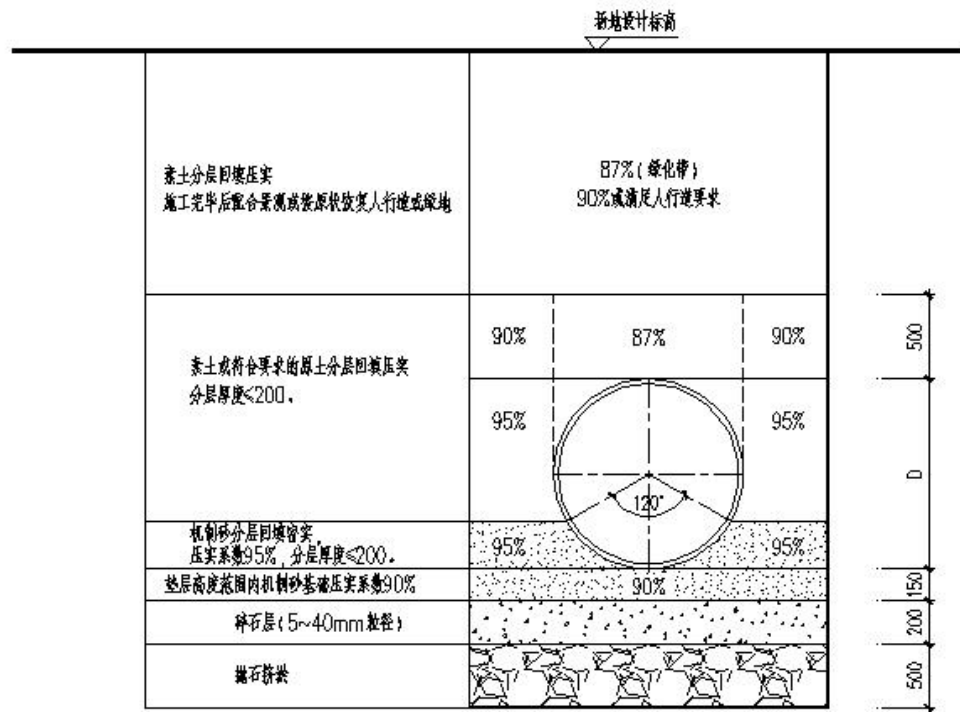 场地设计标高
素土分层回填压实
施工完毕后配合景观或按原状恢复人行道或绿地
87%(绿化带)
90%或满足人行道要求
90%
87%
90%
500
素土或符合要求的原土分层回填压实
分层厚度≤200。
95%
95%
D
120°
机制砂分层回填密实,
压实系数95%, 分层厚度≤200。
95%
95%
垫层高度范围内机制砂基础压实系数90%
90%
150
碎石层(5~40mm粒径)
200
抛石挤淤
500